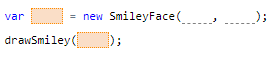 var = new SmileyFace( , );
drawSmiley( );